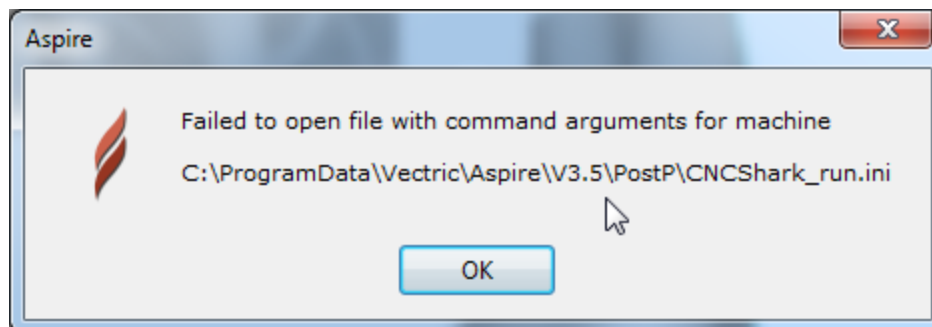 Aspire
Failed to open file with command arguments for machine
C:\ProgramData\Vectric\Aspire\V3.5\PostP\CNCShark_run.ini
OK